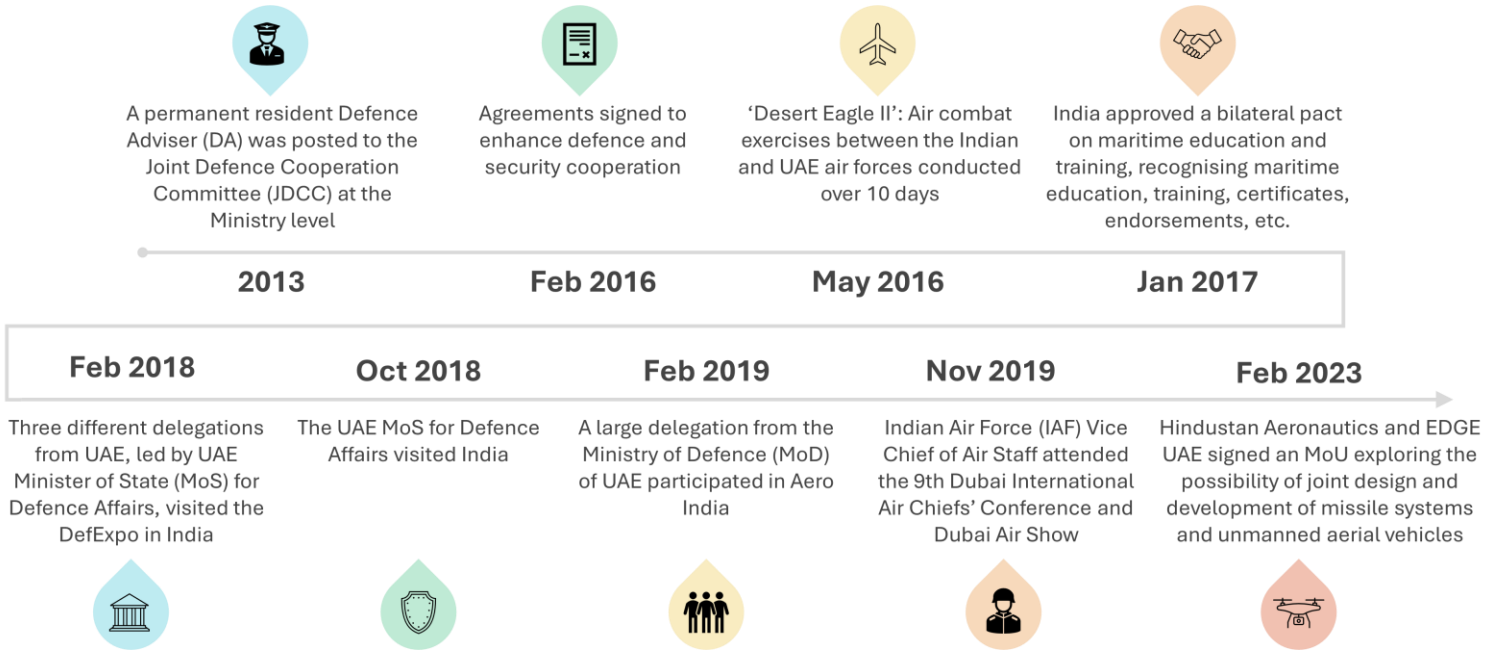 A permanent resident Defence
Adviser (DA) was posted to the
Joint Defence Cooperation
Committee (JDCC) at the
Ministry level
Agreements signed to
enhance defence and
security cooperation
‘Desert Eagle II’: Air combat
exercises between the Indian
and UAE air forces conducted
over 10 days
India approved a bilateral pact
on maritime education and
training, recognising maritime
education, training, certificates,
endorsements, etc.
2013
Feb 2016
May 2016
Jan 2017
Feb 2018
Oct 2018
Feb 2019
Nov 2019
Feb 2023
Three different delegations
from UAE, led by UAE
Minister of State (MoS) for
Defence Affairs, visited the
DefExpo in India
The UAE MoS for Defence
Affairs visited India
A large delegation from the
Ministry of Defence (MoD)
of UAE participated in Aero
India
Indian Air Force (IAF) Vice
Chief of Air Staff attended
the 9th Dubai International
Air Chiefs’ Conference and
Dubai Air Show
Hindustan Aeronautics and EDGE
UAE signed an MoU exploring the
possibility of joint design and
development of missile systems
and unmanned aerial vehicles